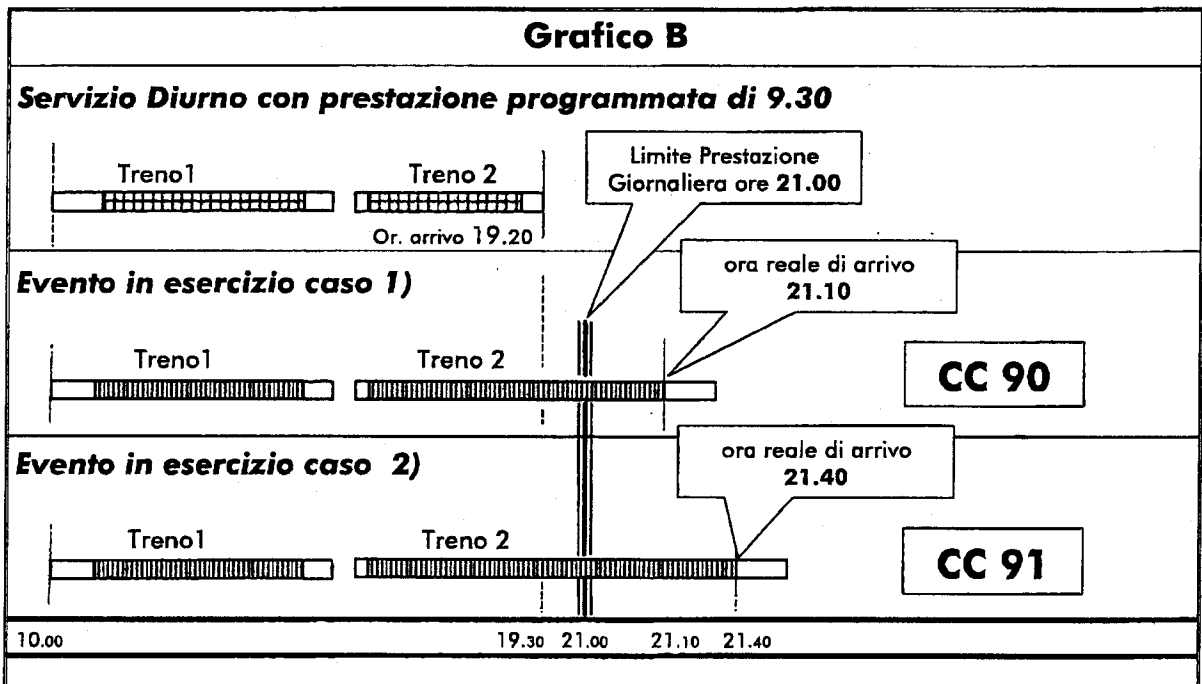 Grafico B
Servizio Diurno con prestazione programmata di 9.30
Treno1
Treno 2
Limite Prestazione
Giornaliera ore 21.00
Or. arrivo 19.20
Evento in esercizio caso 1)
ora reale di arrivo
21.10
Treno1
Treno 2
CC 90
Evento in esercizio caso 2)
ora reale di arrivo
21.40
Treno1
Treno 2
CC 91
10.00 19.30 21.00 21.10 21.40